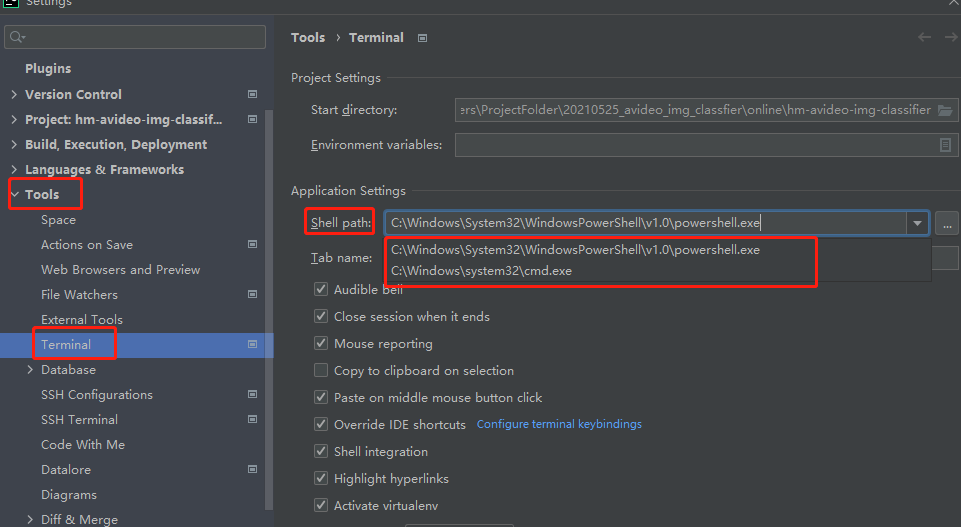 Settings
Plugins
Version Control
Project: hm-avideo-img-classif...
Build, Execution, Deployment
Languages & Frameworks
Tools
Space
Actions on Save
Web Browsers and Preview
File Watchers
External Tools
Terminal
Database
SSH Configurations
SSH Terminal
Code With Me
Datalore
Diagrams
Diff & Merge
Tools › Terminal
Project Settings
Start directory: ers\ProjectFolder\20210525_avideo_img_classfier\online\hm-avideo-img-classifier
Environment variables:
Application Settings
Shell path: C:\Windows\System32\WindowsPowerShell\v1.0\powershell.exe ...
C:\Windows\System32\WindowsPowerShell\v1.0\powershell.exe
Tab name:
C:\Windows\system32\cmd.exe
Audible bell
Close session when it ends
Mouse reporting
Copy to clipboard on selection
Paste on middle mouse button click
Override IDE shortcuts Configure terminal keybindings
Shell integration
Highlight hyperlinks
Activate virtualenv